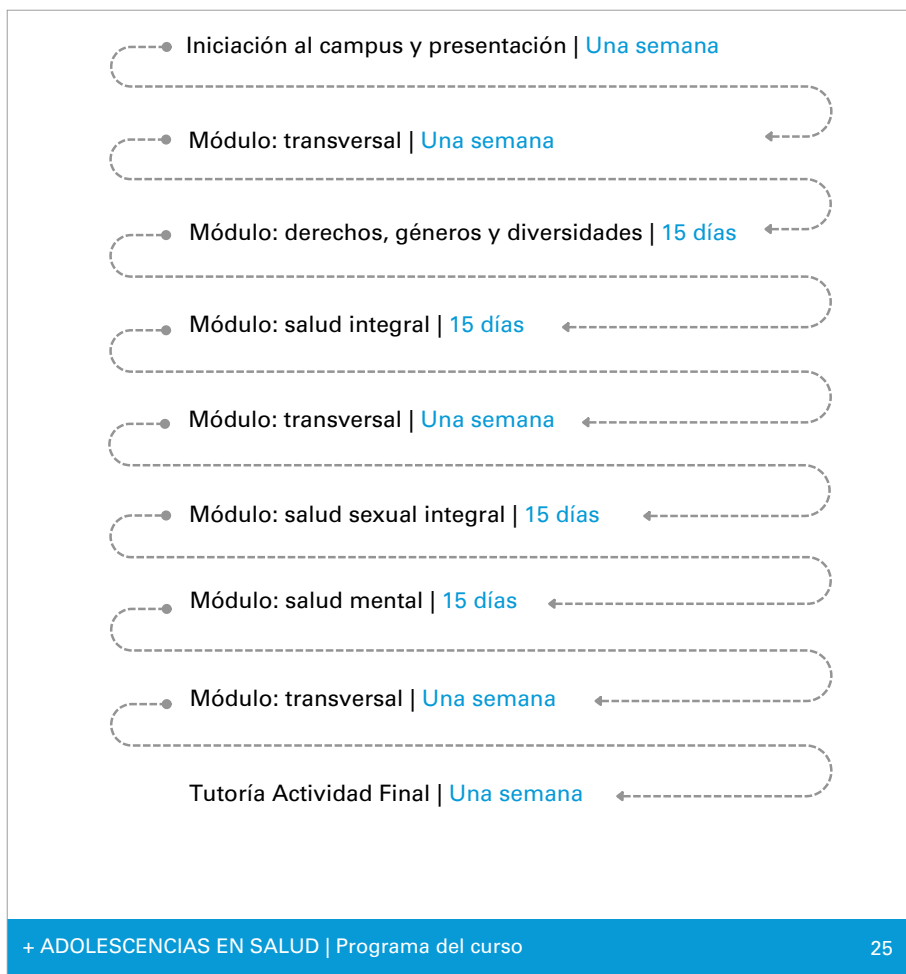 Iniciación al campus y presentación | Una semana
Módulo: transversal | Una semana
Módulo: derechos, géneros y diversidades | 15 días
Módulo: salud integral | 15 días
Módulo: transversal | Una semana
Módulo: salud sexual integral | 15 días
Módulo: salud mental | 15 días
Módulo: transversal | Una semana
Tutoría Actividad Final | Una semana
+ ADOLESCENCIAS EN SALUD | Programa del curso 25